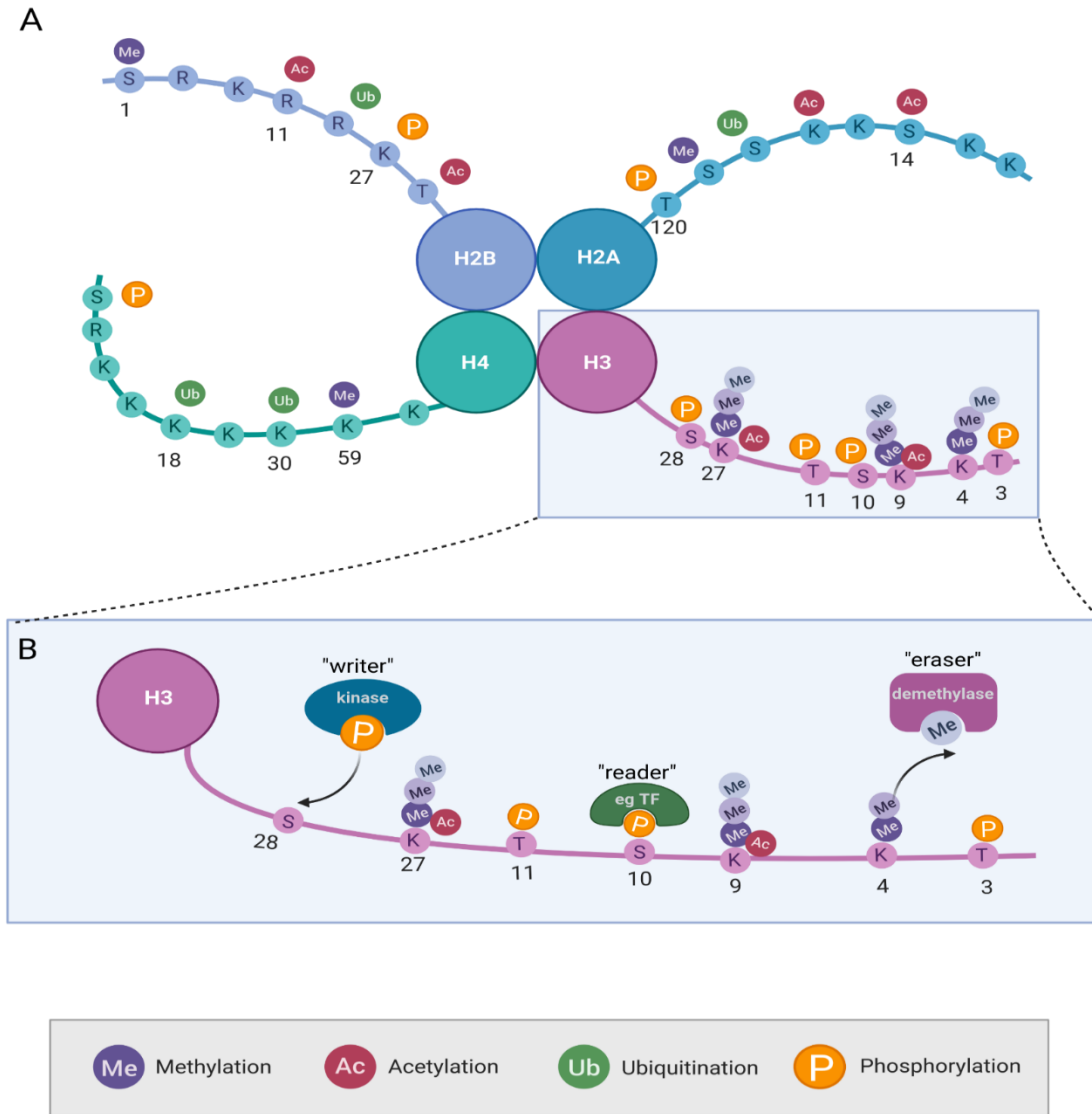 A
Me Ac Ub P Ac
S R K R R K T
1 11 27
P Me Ub Ac Ac
T S S K K S K K
120 14
H2B H2A
H4 H3
P Ub Ub Me
S R K K K K K K K
18 30 59
P Me Me Me Ac P P Me Me Me Ac Me Me Me P
S K T S K K T
28 27 11 10 9 4 3
B
H3
"writer"
kinase
P
"reader"
eg TF
P
"eraser"
demethylase
Me
Me Me Me Ac P Me Me Me Ac Me Me P
S K T S K K T
28 27 11 10 9 4 3
Me Methylation Ac Acetylation Ub Ubiquitination P Phosphorylation